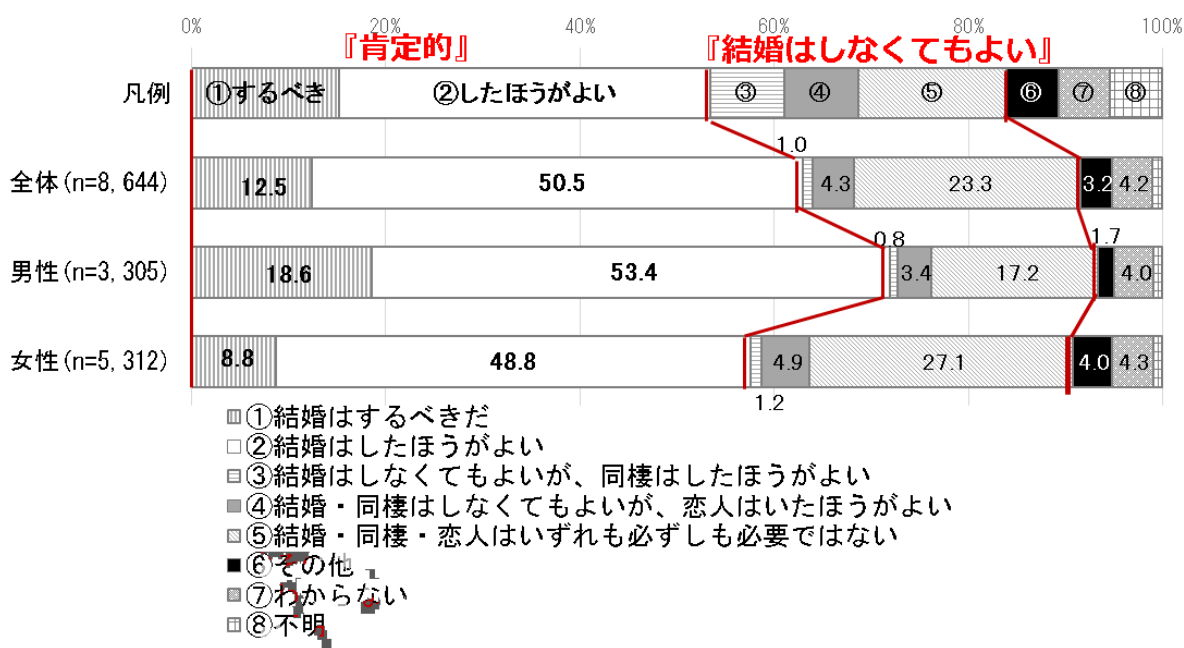 0% 20% 40% 60% 80% 100%
『肯定的』 『結婚はしなくてもよい』
凡例 ①するべき ②したほうがよい ③ ④ ⑤ ⑥ ⑦ ⑧
1.0
全体(n=8,644) 12.5 50.5 4.3 23.3 3.2 4.2
0.8 1.7
男性(n=3,305) 18.6 53.4 3.4 17.2 4.0
女性(n=5,312) 8.8 48.8 4.9 27.1 4.0 4.3
1.2
①結婚はするべきだ
②結婚はしたほうがよい
③結婚はしなくてもよいが、同棲はしたほうがよい
④結婚・同棲はしなくてもよいが、恋人はいたほうがよい
⑤結婚・同棲・恋人はいずれも必ずしも必要ではない
⑥その他
⑦わからない
⑧不明